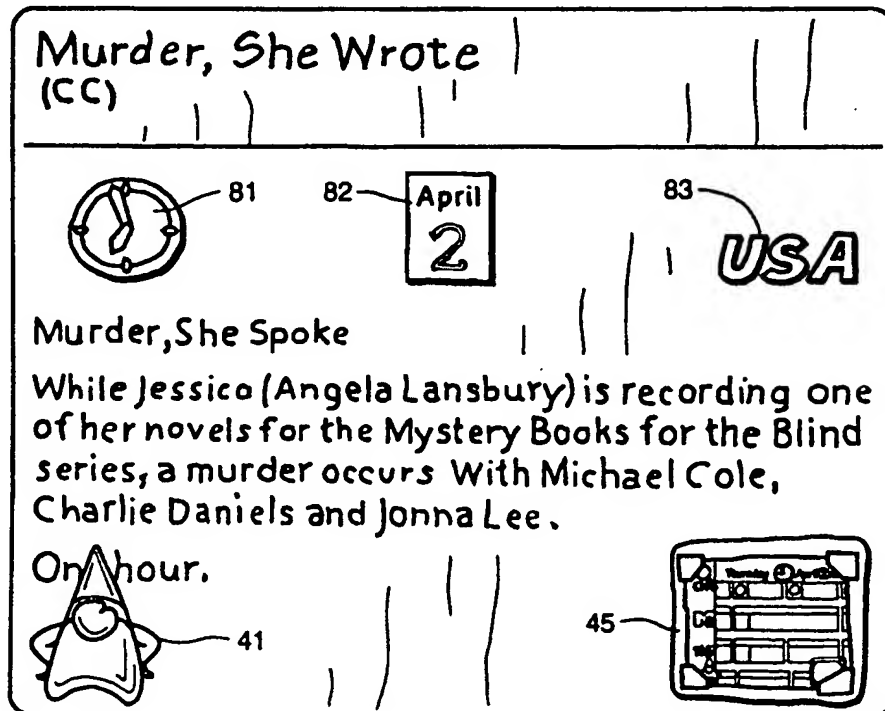 Murder, She Wrote
(CC)
81
82
April
2
83
USA
Murder,She Spoke
While Jessica (Angela Lansbury) is recording one
of her novels for the Mystery Books for the Blind
series, a murder occurs With Michael Cole,
Charlie Daniels and Jonna Lee.
hour.
41
45
Thursday